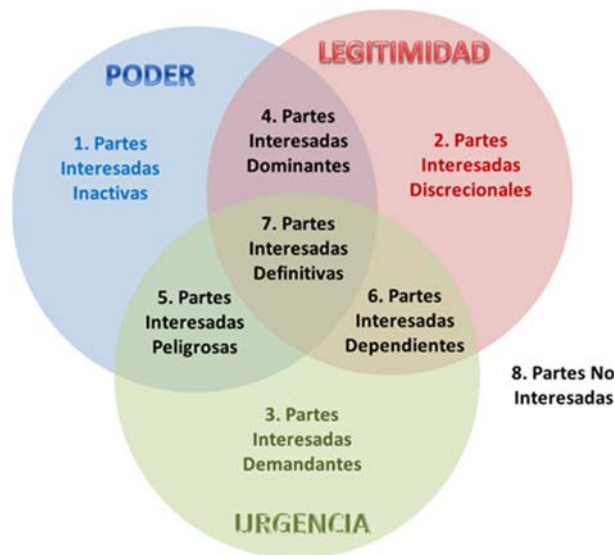 PODER
LEGITIMIDAD
1. Partes
Interesadas
Inactivas
4. Partes
Interesadas
Dominantes
2. Partes
Interesadas
Discrecionales
7. Partes
Interesadas
Definitivas
5. Partes
Interesadas
Peligrosas
6. Partes
Interesadas
Dependientes
8. Partes No
Interesadas
3. Partes
Interesadas
Demandantes
URGENCIA